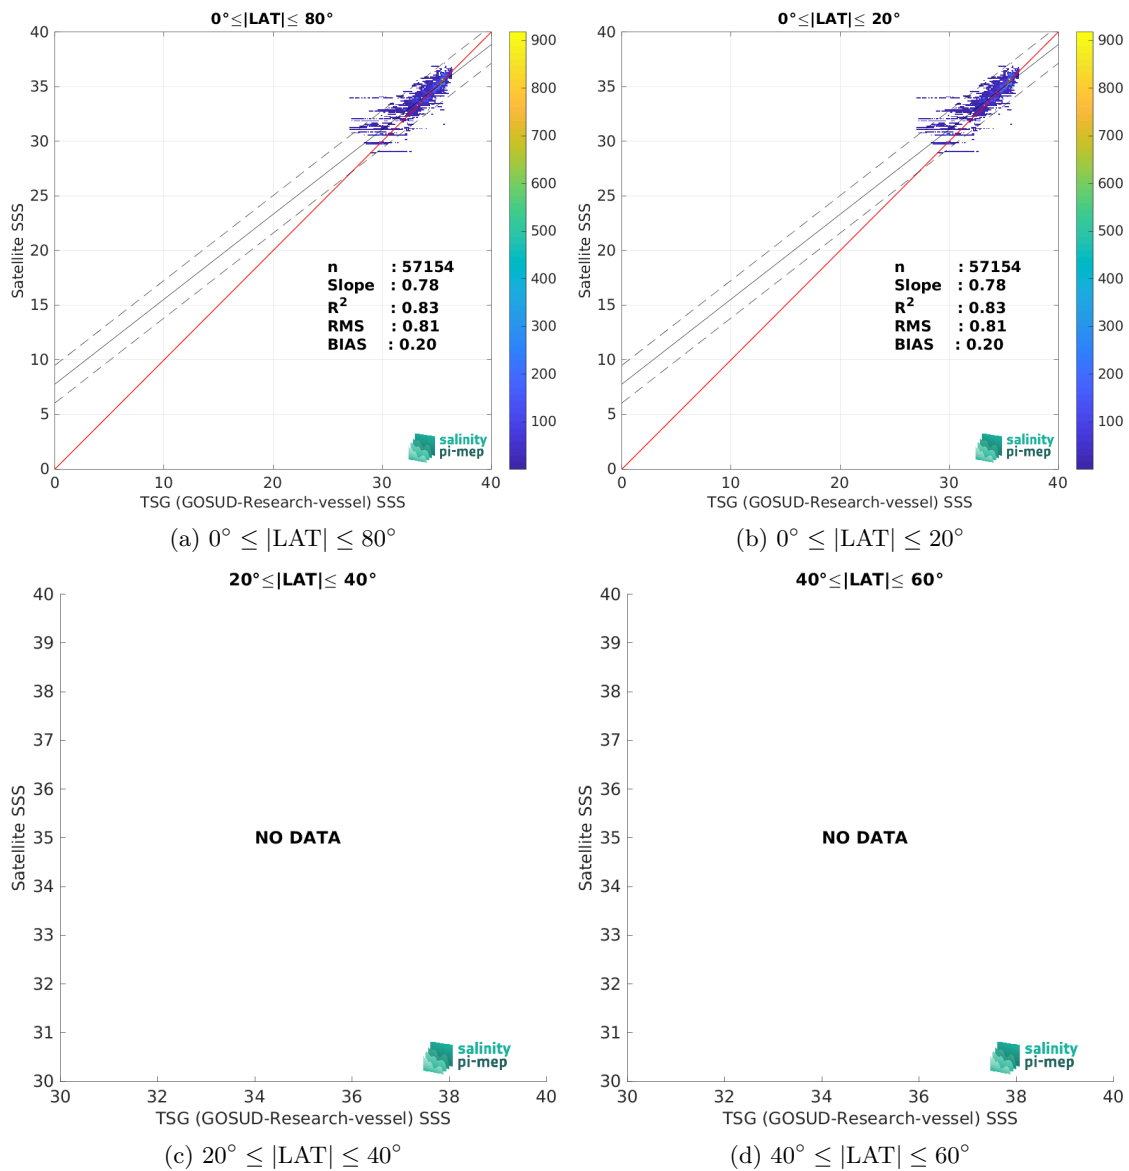 0°≤|LAT|≤ 80°
40
35
30
25
20
15
10
5
0
Satellite SSS
900
800
700
600
500
400
300
200
100
n : 57154
Slope : 0.78
R² : 0.83
RMS : 0.81
BIAS : 0.20
salinity
pi-mep
0 10 20 30 40
TSG (GOSUD-Research-vessel) SSS
(a) 0° ≤ |LAT| ≤ 80°
0°≤|LAT|≤ 20°
40
35
30
25
20
15
10
5
0
Satellite SSS
900
800
700
600
500
400
300
200
100
n : 57154
Slope : 0.78
R² : 0.83
RMS : 0.81
BIAS : 0.20
salinity
pi-mep
0 10 20 30 40
TSG (GOSUD-Research-vessel) SSS
(b) 0° ≤ |LAT| ≤ 20°
20°≤|LAT|≤ 40°
40
39
38
37
36
35
34
33
32
31
30
Satellite SSS
NO DATA
salinity
pi-mep
30 32 34 36 38 40
TSG (GOSUD-Research-vessel) SSS
(c) 20° ≤ |LAT| ≤ 40°
40°≤|LAT|≤ 60°
40
39
38
37
36
35
34
33
32
31
30
Satellite SSS
NO DATA
salinity
pi-mep
30 32 34 36 38 40
TSG (GOSUD-Research-vessel) SSS
(d) 40° ≤ |LAT| ≤ 60°